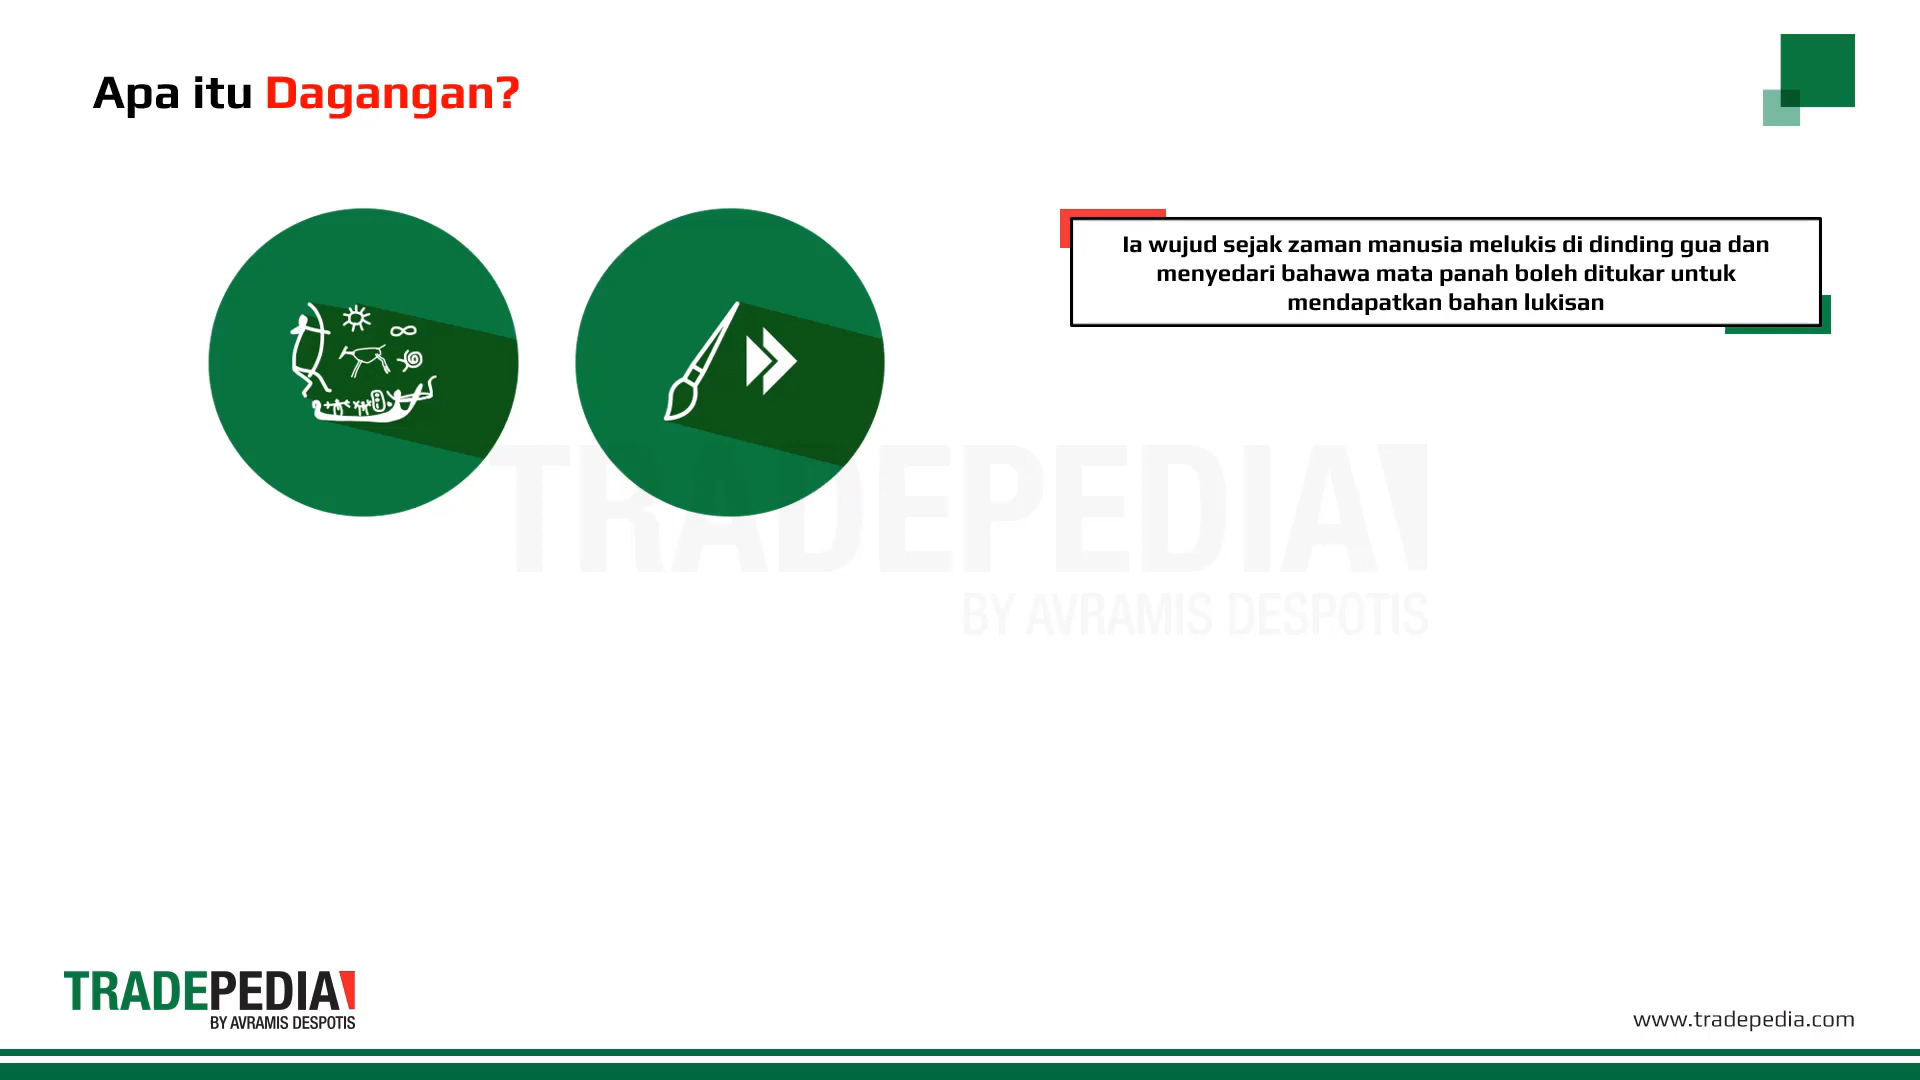 Apa itu Dagangan?
Ia wujud sejak zaman manusia melukis di dinding gua dan
menyedari bahawa mata panah boleh ditukar untuk
mendapatkan bahan lukisan
TRADEPEDIA
BY AVRAMIS DESPOTIS
TRADEPEDIA
BY AVRAMIS DESPOTIS
www.tradepedia.com